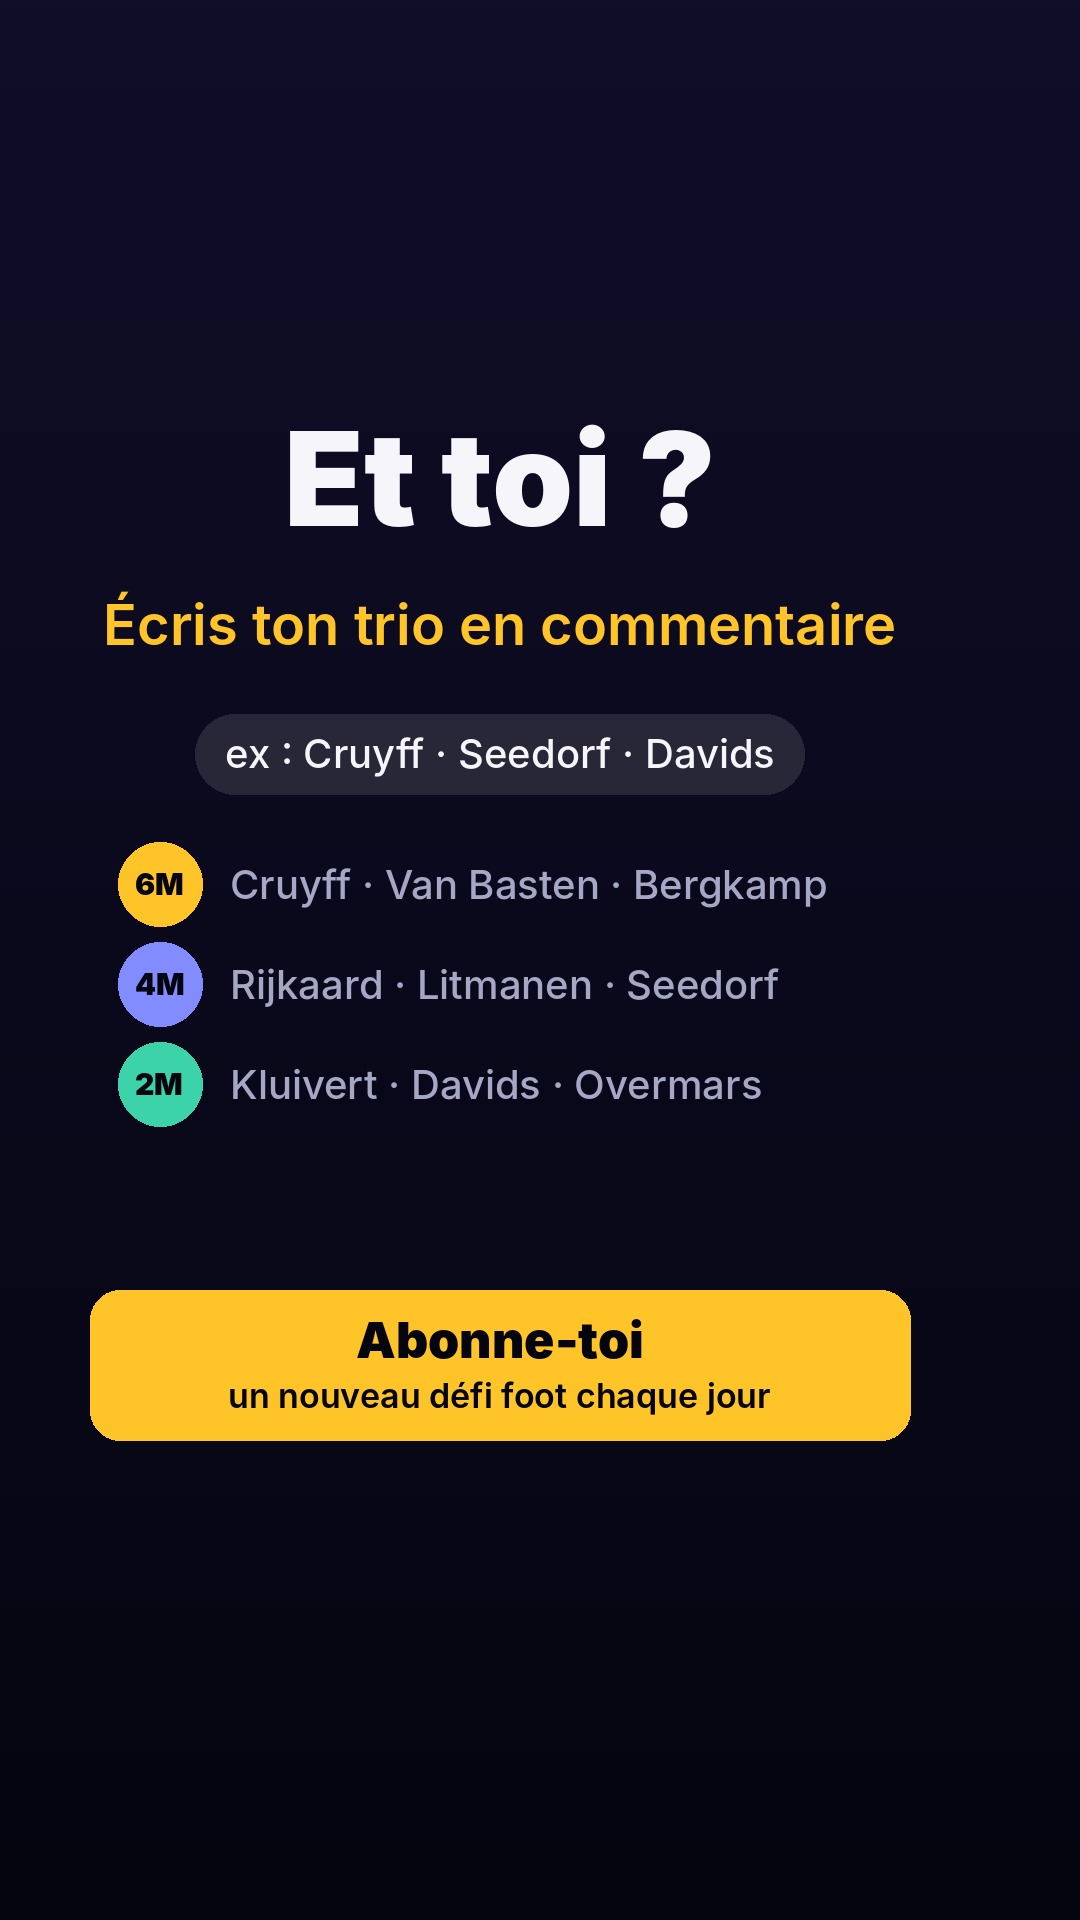 Et toi ?
Écris ton trio en commentaire
ex : Cruyff · Seedorf · Davids
6M Cruyff · Van Basten · Bergkamp
4M Rijkaard · Litmanen · Seedorf
2M Kluivert · Davids · Overmars
Abonne-toi
un nouveau défi foot chaque jour